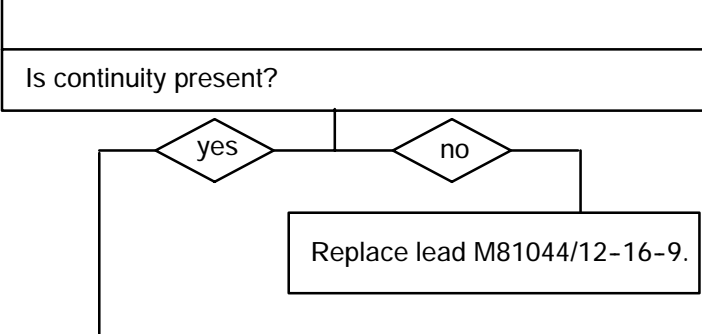 Is continuity present?
yes
no
Replace lead M81044/12-16-9.